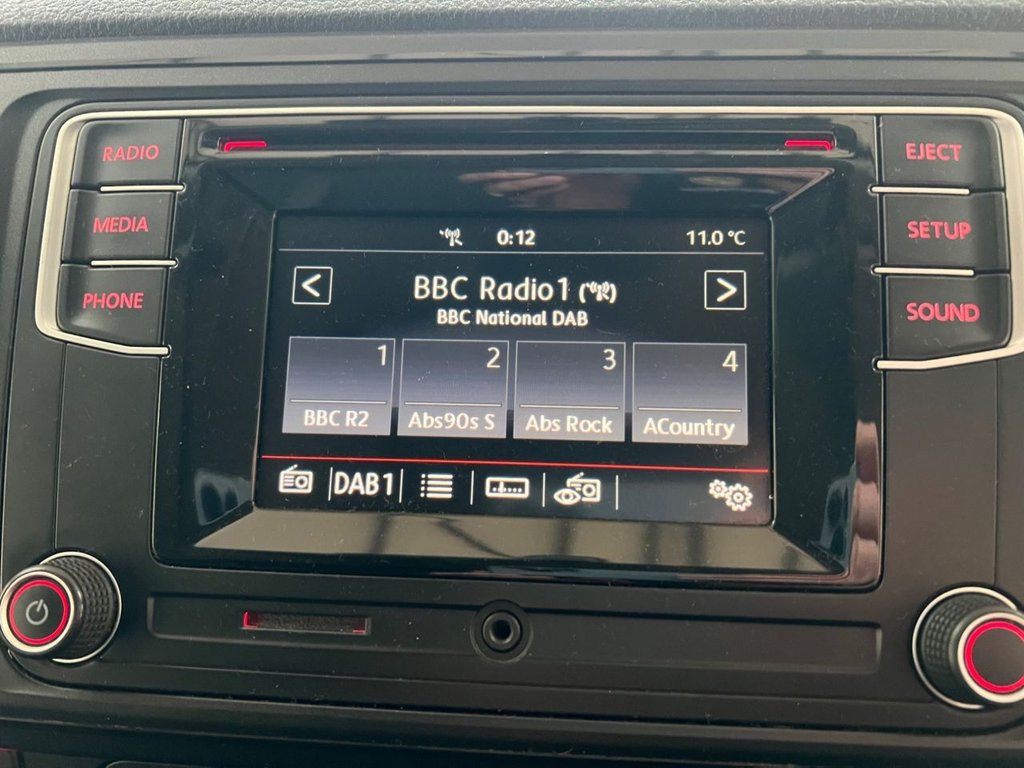 RADIO
MEDIA
PHONE
EJECT
SETUP
SOUND
0:12 11.0 °C
< BBC Radio1 >
BBC National DAB
1 2 3 4
BBC R2 Abs90s S Abs Rock ACountry
DAB1